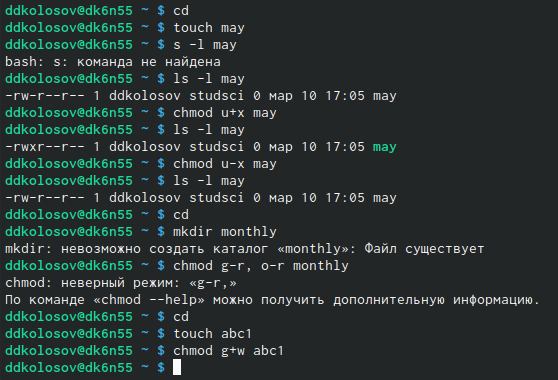 ddkolosov@dk6n55 ~ $ cd
ddkolosov@dk6n55 ~ $ touch may
ddkolosov@dk6n55 ~ $ s -l may
bash: s: команда не найдена
ddkolosov@dk6n55 ~ $ ls -l may
-rw-r--r-- 1 ddkolosov studsci 0 мар 10 17:05 may
ddkolosov@dk6n55 ~ $ chmod u+x may
ddkolosov@dk6n55 ~ $ ls -l may
-rwxr--r-- 1 ddkolosov studsci 0 мар 10 17:05 may
ddkolosov@dk6n55 ~ $ chmod u-x may
ddkolosov@dk6n55 ~ $ ls -l may
-rw-r--r-- 1 ddkolosov studsci 0 мар 10 17:05 may
ddkolosov@dk6n55 ~ $ cd
ddkolosov@dk6n55 ~ $ mkdir monthly
mkdir: невозможно создать каталог «monthly»: Файл существует
ddkolosov@dk6n55 ~ $ chmod g-r, o-r monthly
chmod: неверный режим: «g-r,»
По команде «chmod --help» можно получить дополнительную информацию.
ddkolosov@dk6n55 ~ $ cd
ddkolosov@dk6n55 ~ $ touch abc1
ddkolosov@dk6n55 ~ $ chmod g+w abc1
ddkolosov@dk6n55 ~ $